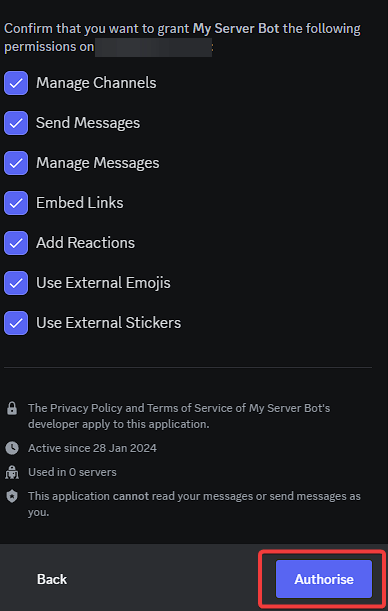 Confirm that you want to grant My Server Bot the following
permissions on :
Manage Channels
Send Messages
Manage Messages
Embed Links
Add Reactions
Use External Emojis
Use External Stickers
The Privacy Policy and Terms of Service of My Server Bot's
developer apply to this application.
Active since 28 Jan 2024
Used in 0 servers
This application cannot read your messages or send messages as
you.
Back
Authorise